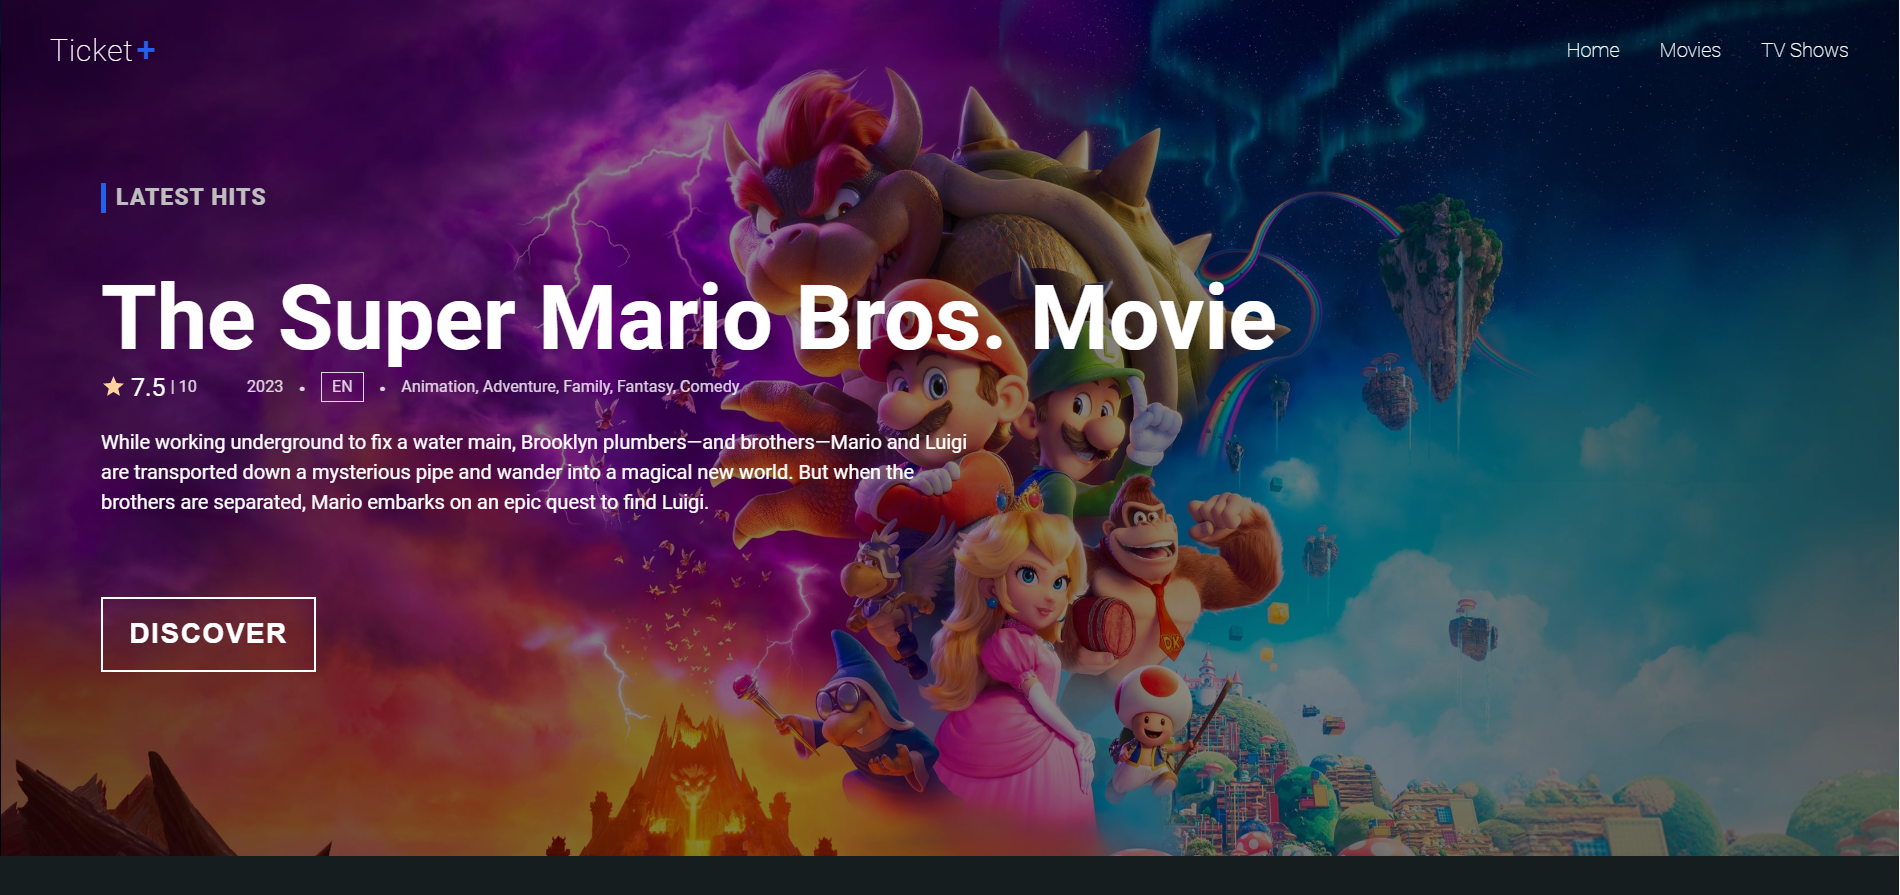 Ticket+
Home Movies TV Shows
LATEST HITS
The Super Mario Bros. Movie
7.5 | 10 2023 • EN • Animation, Adventure, Family, Fantasy, Comedy
While working underground to fix a water main, Brooklyn plumbers—and brothers—Mario and Luigi
are transported down a mysterious pipe and wander into a magical new world. But when the
brothers are separated, Mario embarks on an epic quest to find Luigi.
DISCOVER
L
DK